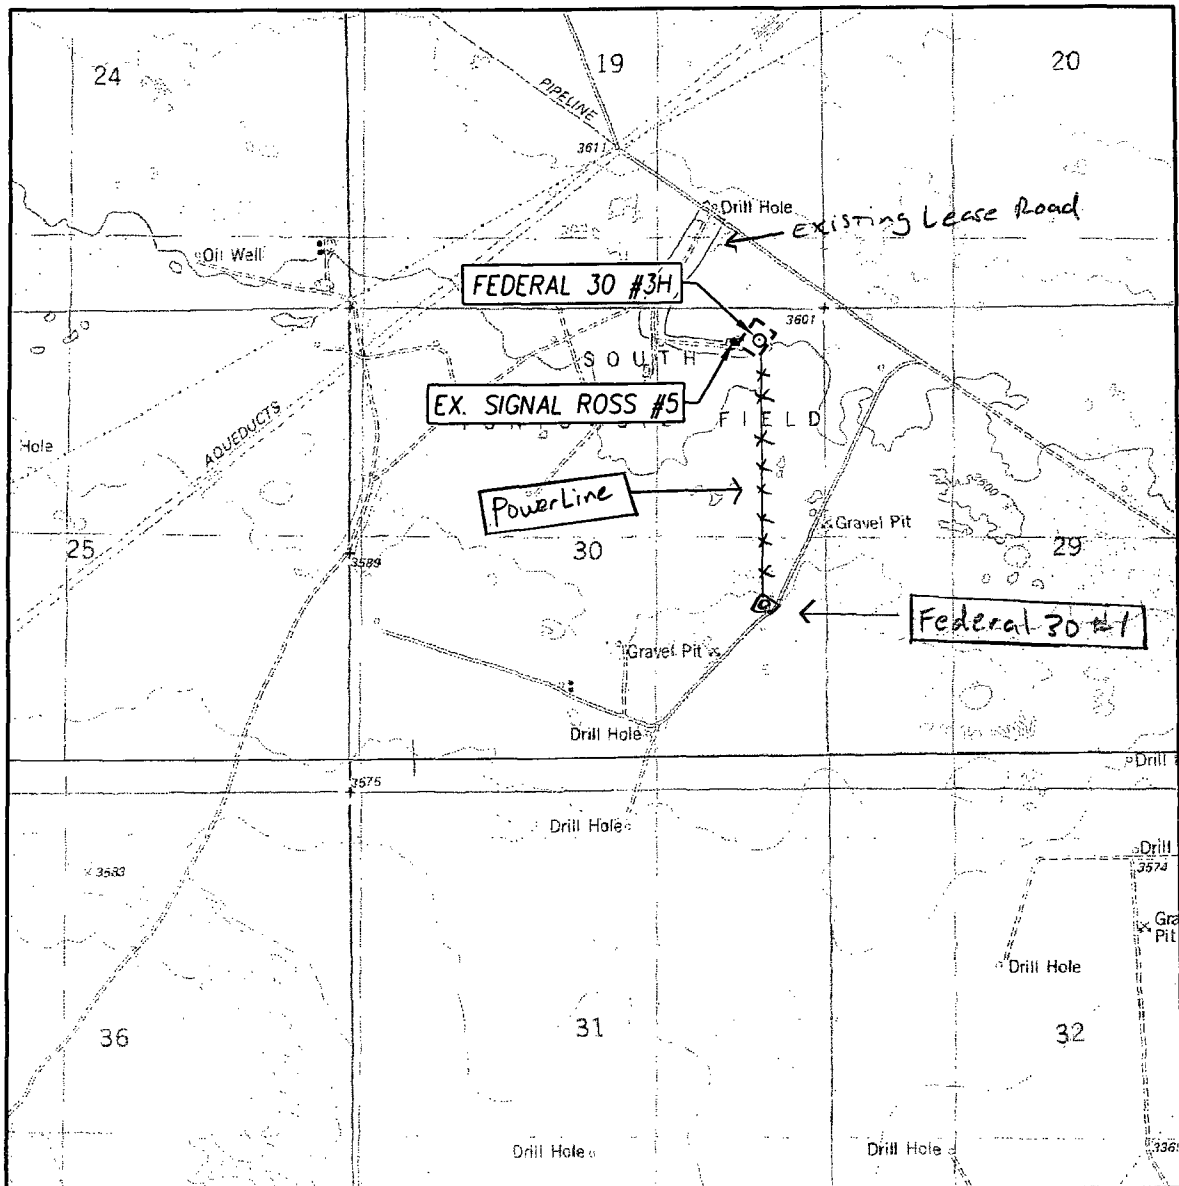 24
19
20
PIPELINE
3611
Drill Hole
Existing Lease Road
Oil Well
FEDERAL 30 #3H
3601
SOUTH
EX. SIGNAL ROSS #5
FIELD
AQUEDUCTS
Hole
PowerLine
Gravel Pit
25
30
29
3589
Federal 30 #1
Gravel Pit
Drill Hole
Drill
3575
Drill Hole
3583
Drill
3574
Gra
Pit
Drill Hole
36
31
32
Drill Hole
Drill Hole